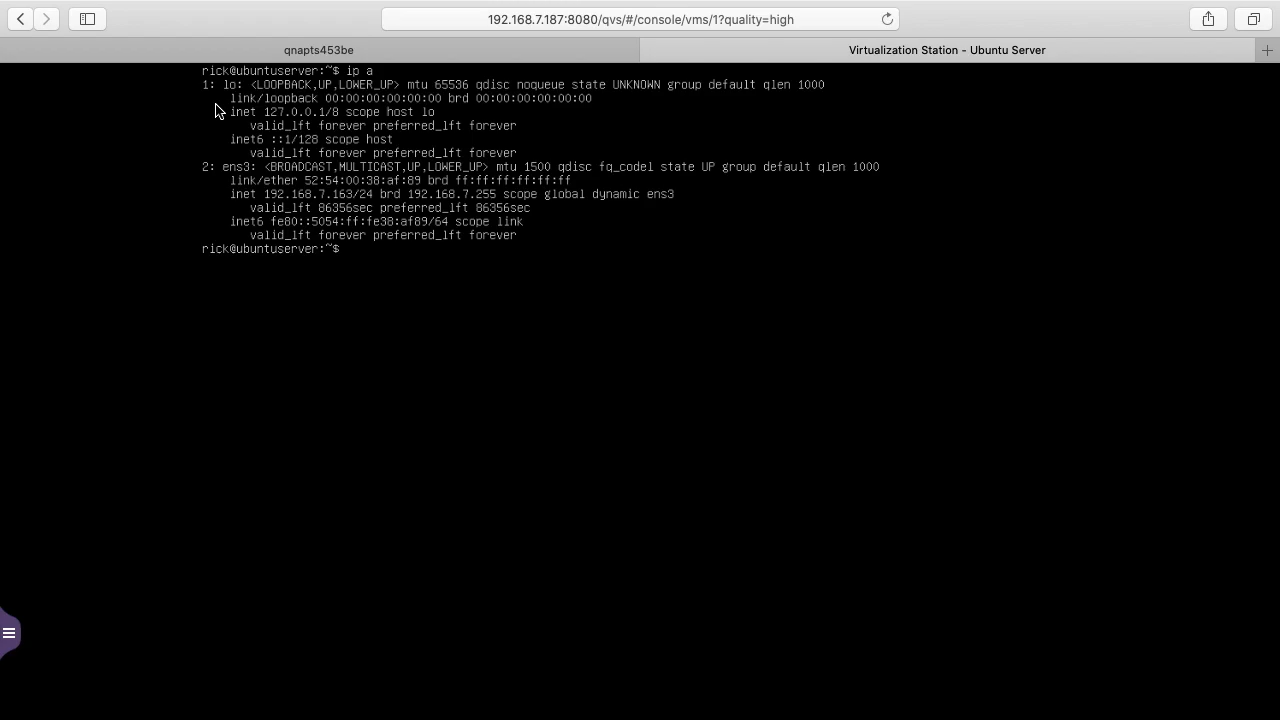 192.168.7.187:8080/qvs/#/console/vms/1?quality=high
qnapts453be
Virtualization Station - Ubuntu Server
rick@ubuntuserver:~$ ip a
1: lo: <LOOPBACK,UP,LOWER_UP> mtu 65536 qdisc noqueue state UNKNOWN group default qlen 1000
link/loopback 00:00:00:00:00:00 brd 00:00:00:00:00:00
inet 127.0.0.1/8 scope host lo
valid_lft forever preferred_lft forever
inet6 ::1/128 scope host
valid_lft forever preferred_lft forever
2: ens3: <BROADCAST,MULTICAST,UP,LOWER_UP> mtu 1500 qdisc fq_codel state UP group default qlen 1000
link/ether 52:54:00:38:af:89 brd ff:ff:ff:ff:ff:ff
inet 192.168.7.163/24 brd 192.168.7.255 scope global dynamic ens3
valid_lft 86356sec preferred_lft 86356sec
inet6 fe80::5054:ff:fe38:af89/64 scope link
valid_lft forever preferred_lft forever
rick@ubuntuserver:~$